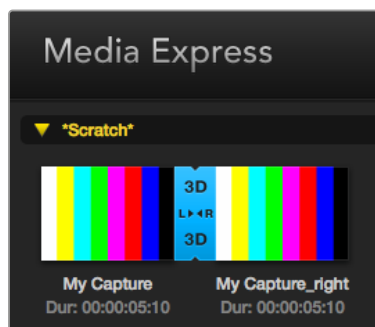 Media Express
*Scratch*
3D
L R
3D
My Capture
My Capture_right
Dur: 00:00:05:10
Dur: 00:00:05:10